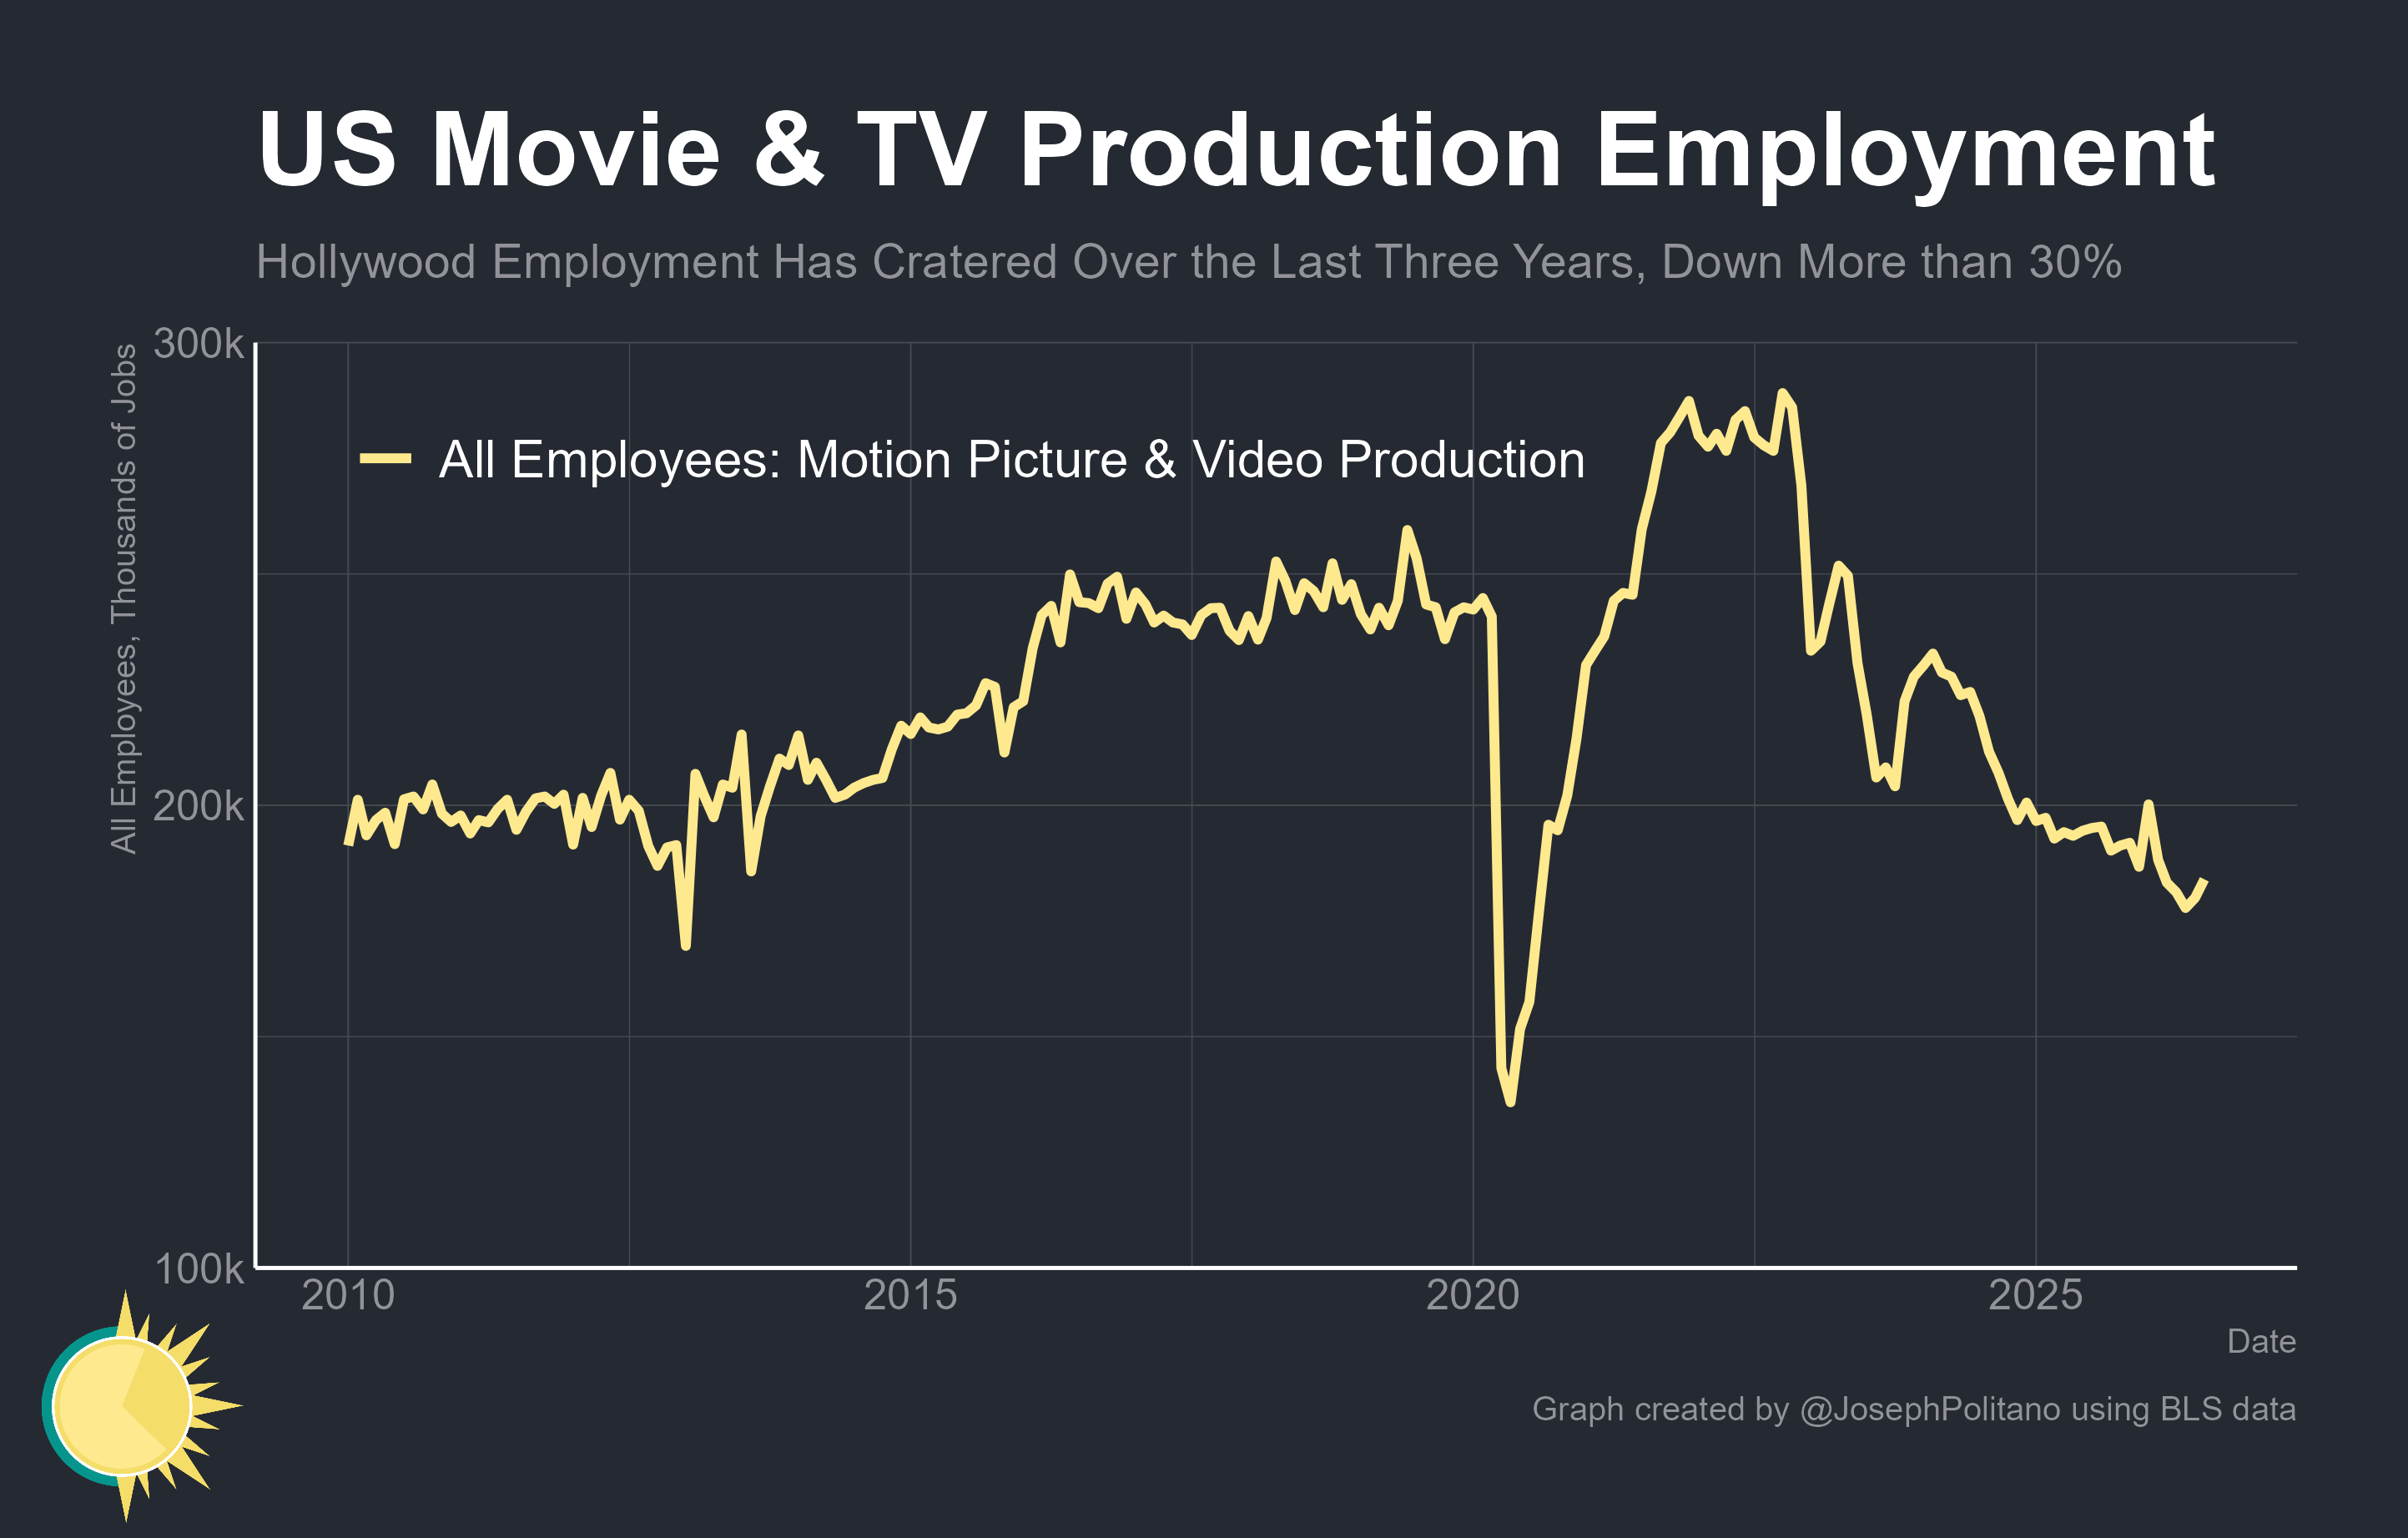 US Movie & TV Production Employment
Hollywood Employment Has Cratered Over the Last Three Years, Down More than 30%
All Employees, Thousands of Jobs
300k
All Employees: Motion Picture & Video Production
200k
100k
2010
2015
2020
2025
Date
Graph created by @JosephPolitano using BLS data